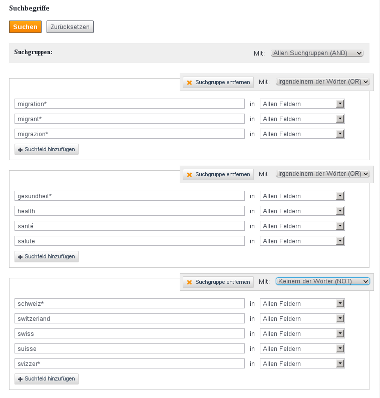 Suchbegriffe
Suchen Zurücksetzen
Suchgruppen: Mit Allen Suchgruppen (AND)
Suchgruppe entfernen Mit Irgendeinem der Wörter (OR)
migration* in Allen Feldern
migrant* in Allen Feldern
migrazion* in Allen Feldern
Suchfeld hinzufügen
Suchgruppe entfernen Mit Irgendeinem der Wörter (OR)
gesundheit* in Allen Feldern
health in Allen Feldern
santé in Allen Feldern
salute in Allen Feldern
Suchfeld hinzufügen
Suchgruppe entfernen Mit Keinem der Wörter (NOT)
schweiz* in Allen Feldern
switzerland in Allen Feldern
swiss in Allen Feldern
suisse in Allen Feldern
svizzer* in Allen Feldern
Suchfeld hinzufügen